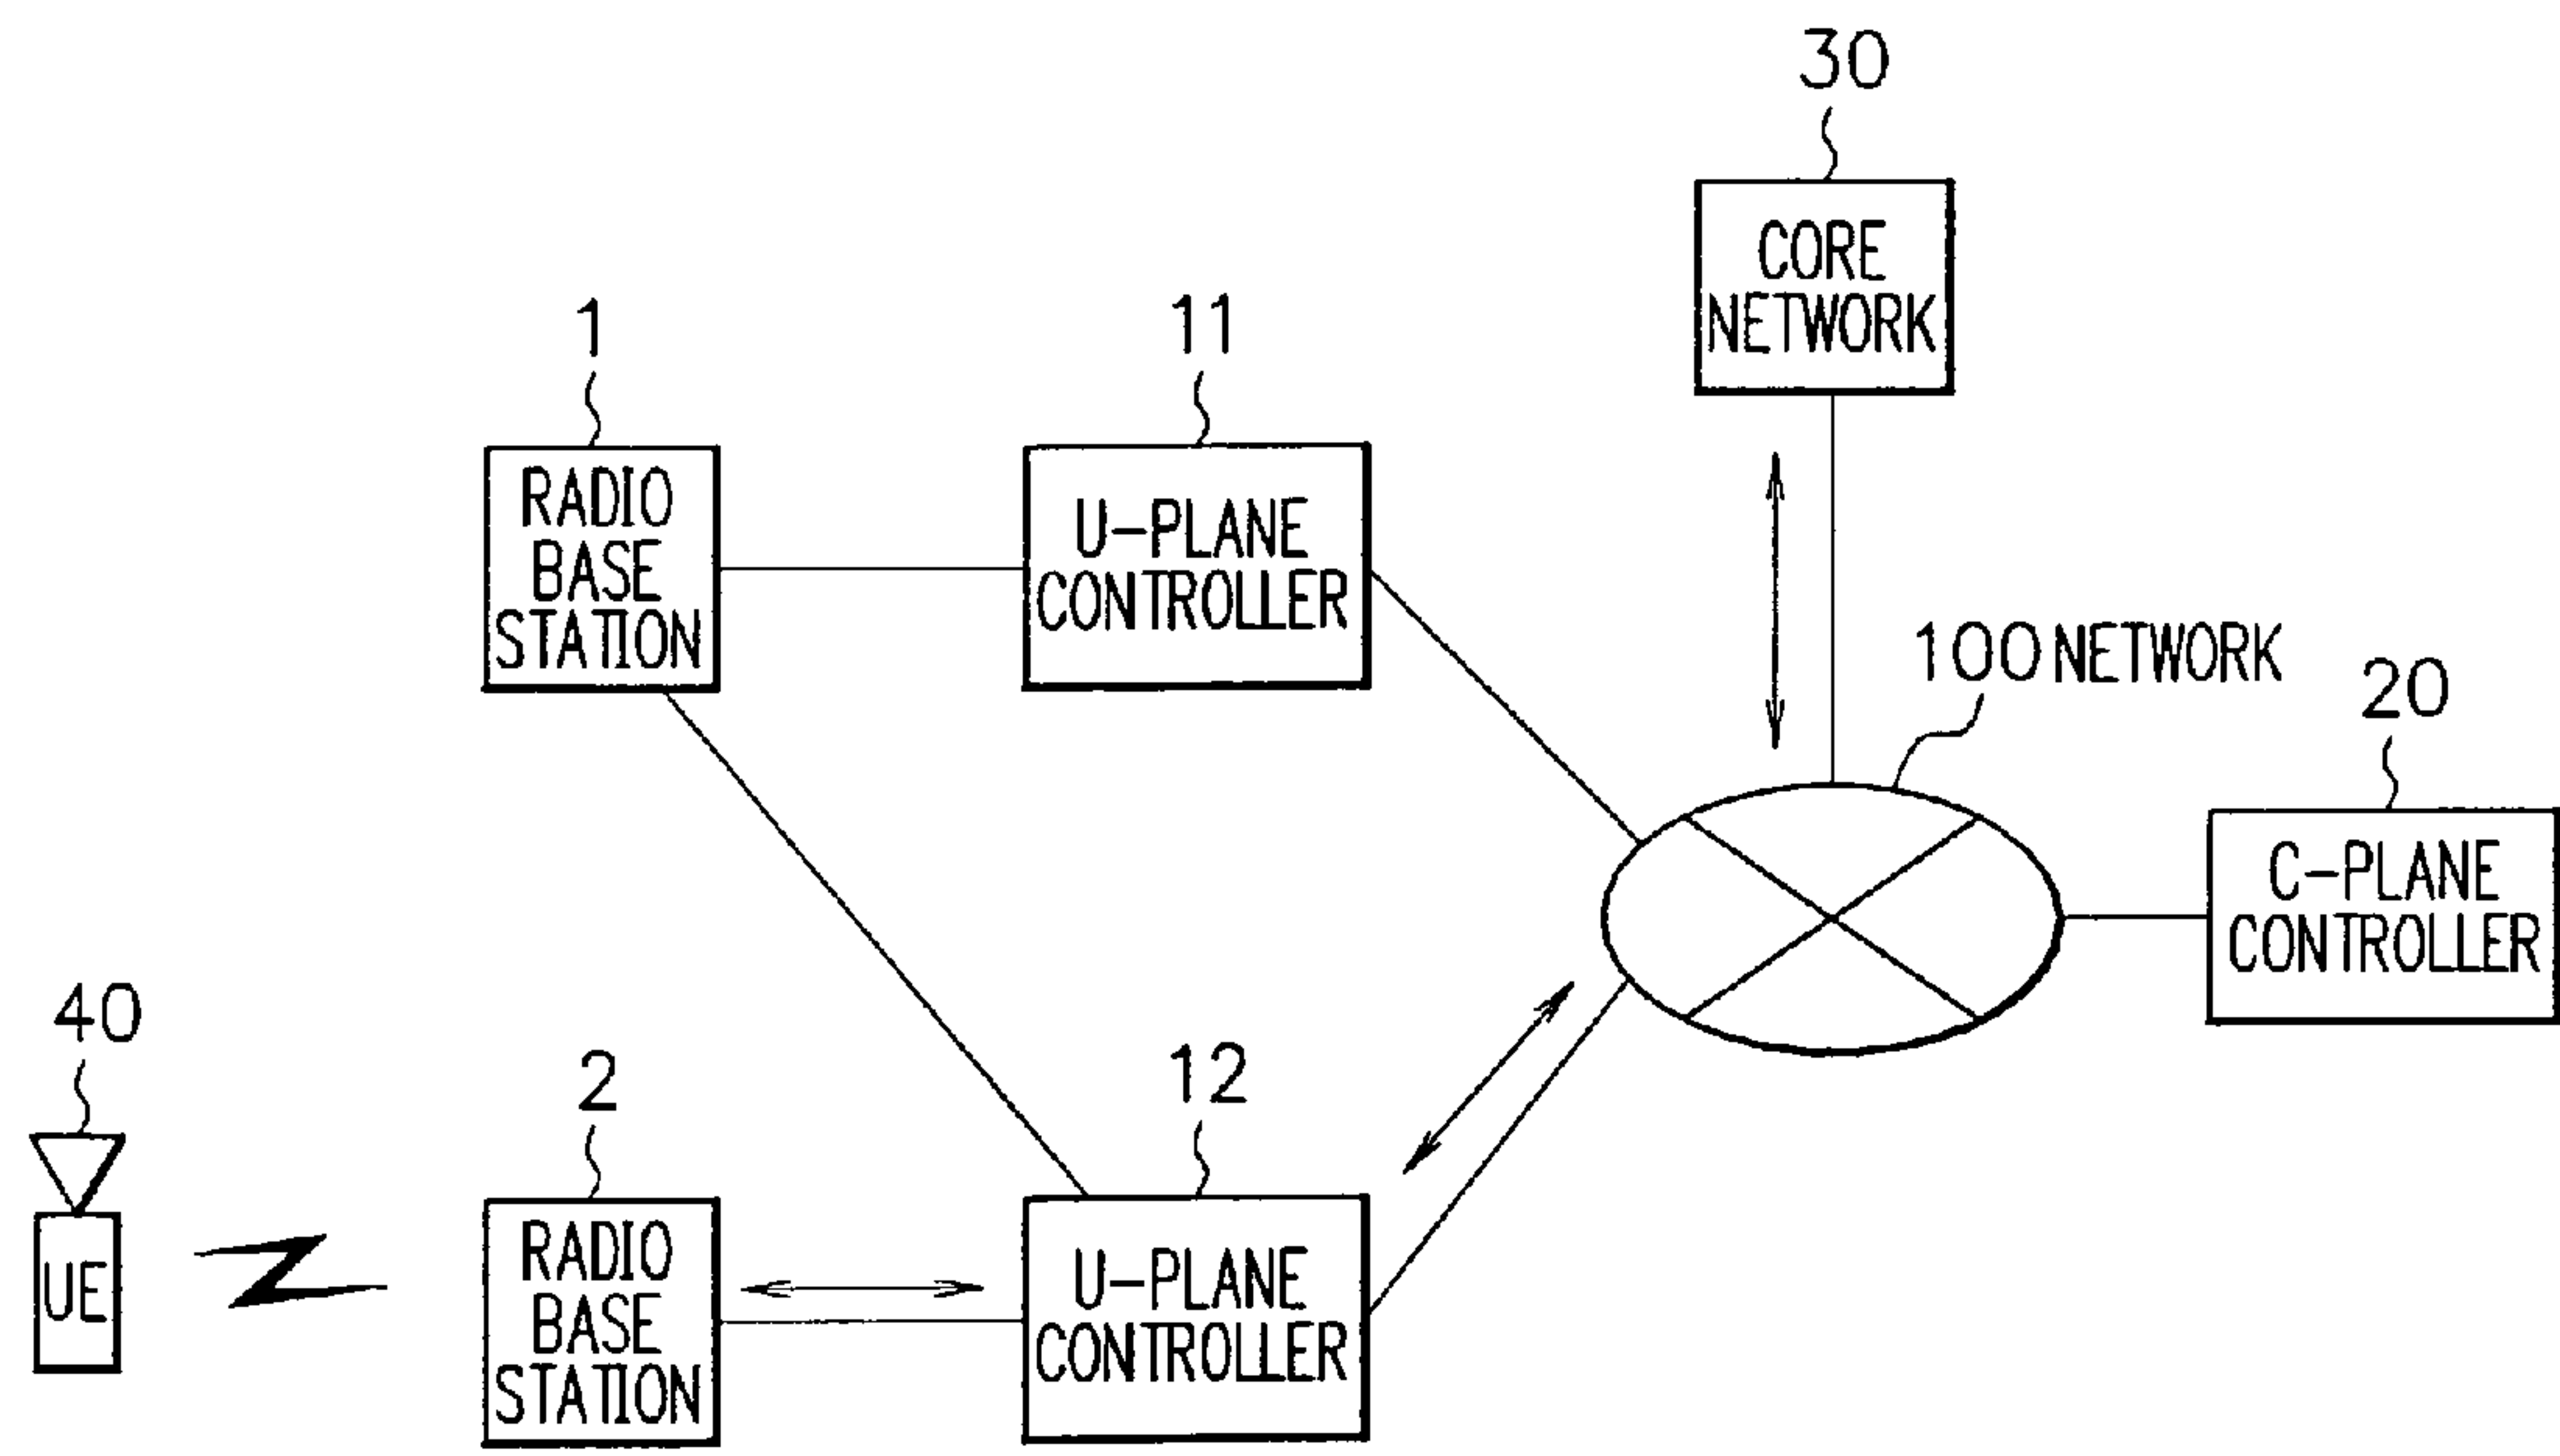 30
CORE
NETWORK
1
11
RADIO
BASE
STATION
U-PLANE
CONTROLLER
100 NETWORK
20
C-PLANE
CONTROLLER
40
UE
2
12
RADIO
BASE
STATION
U-PLANE
CONTROLLER